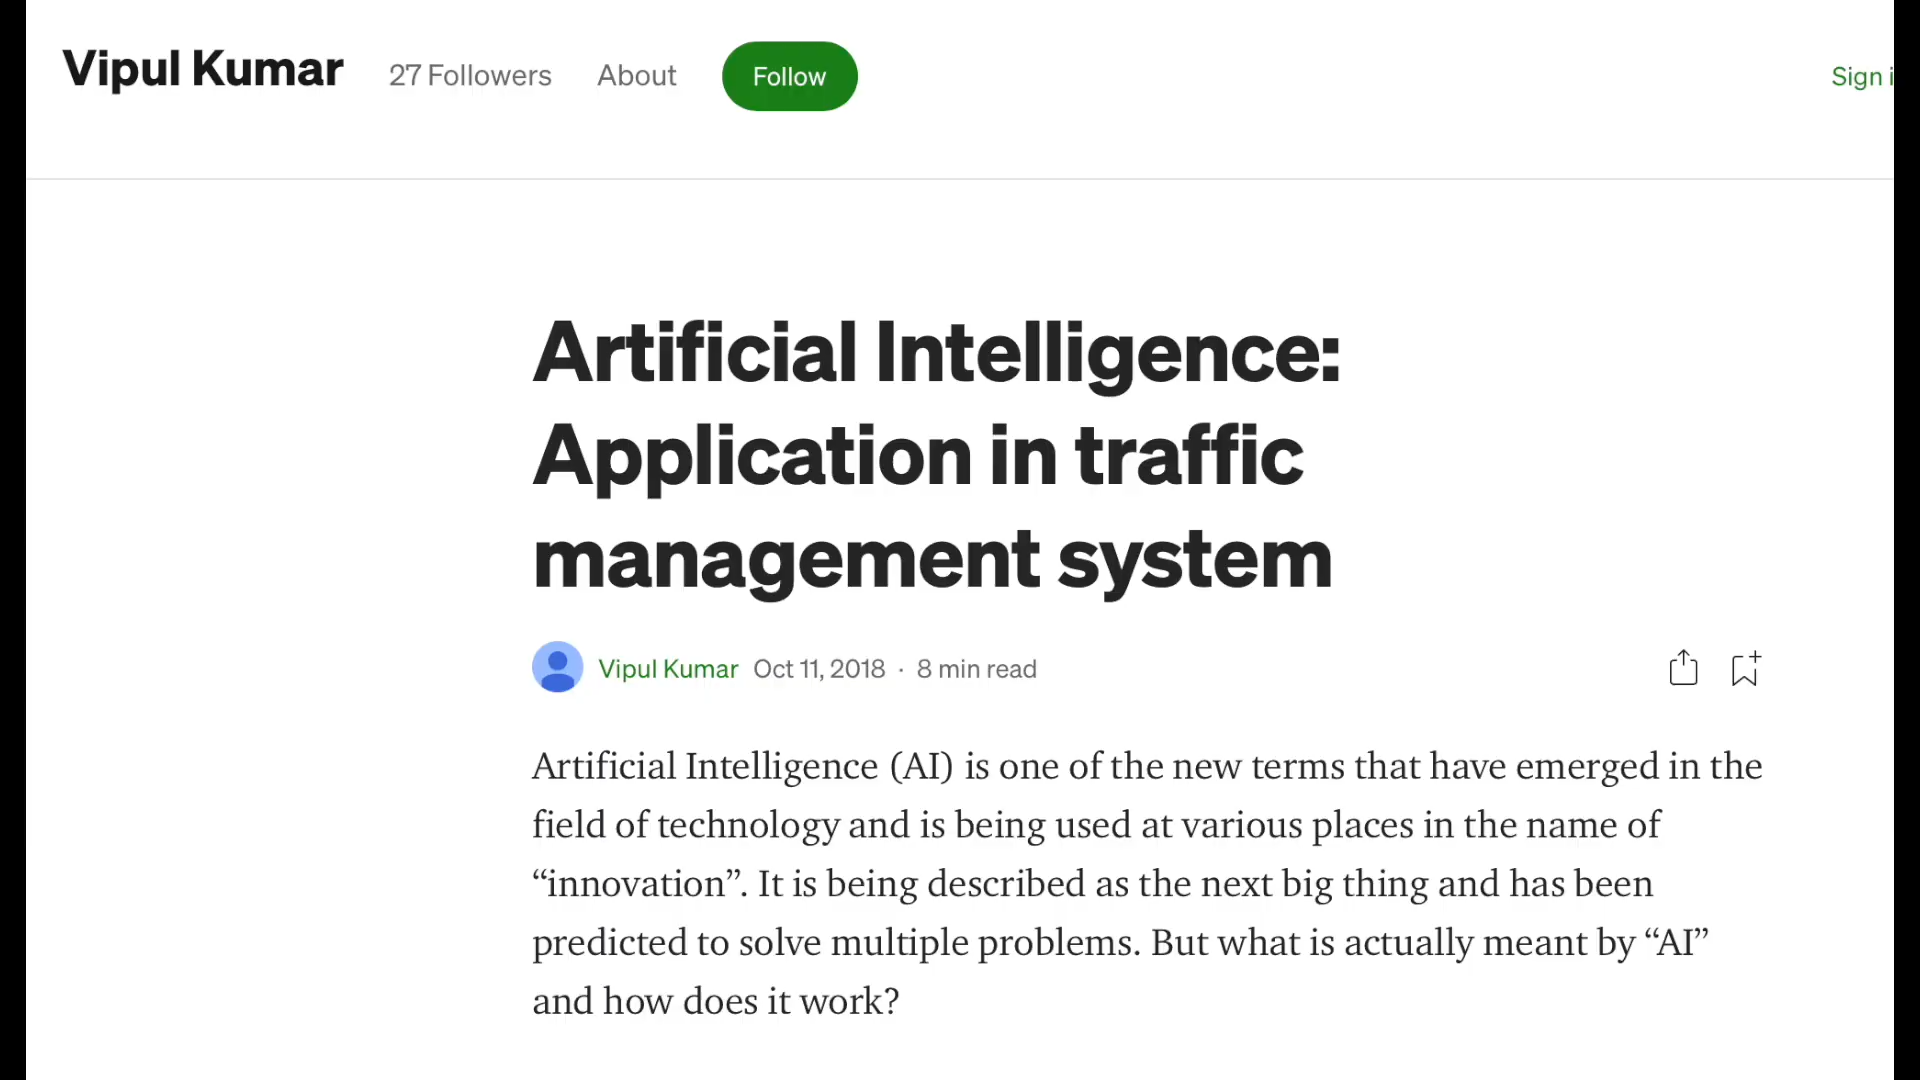 Vipul Kumar 27 Followers About Follow Sign i
Artificial Intelligence:
Application in traffic
management system
Vipul Kumar Oct 11, 2018 · 8 min read
Artificial Intelligence (AI) is one of the new terms that have emerged in the
field of technology and is being used at various places in the name of
“innovation”. It is being described as the next big thing and has been
predicted to solve multiple problems. But what is actually meant by “AI”
and how does it work?